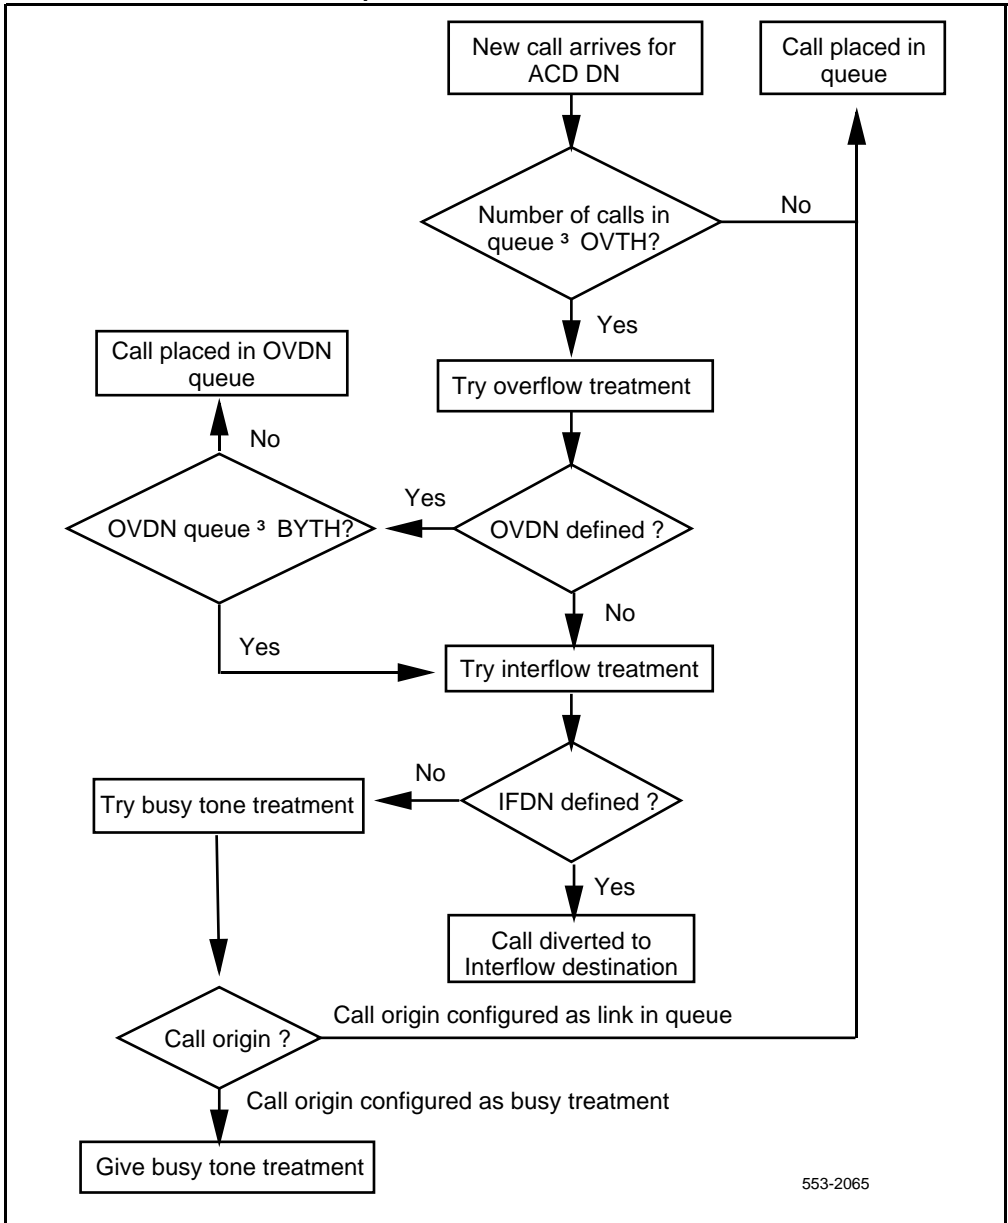 New call arrives for
ACD DN
Call placed in
queue
Number of calls in
queue ³ OVTH?
No
Yes
Call placed in OVDN
queue
Try overflow treatment
No
Yes
OVDN queue ³ BYTH?
OVDN defined ?
No
Yes
Try interflow treatment
No
Try busy tone treatment
IFDN defined ?
Yes
Call diverted to
Interflow destination
Call origin configured as link in queue
Call origin ?
Call origin configured as busy treatment
Give busy tone treatment
553-2065